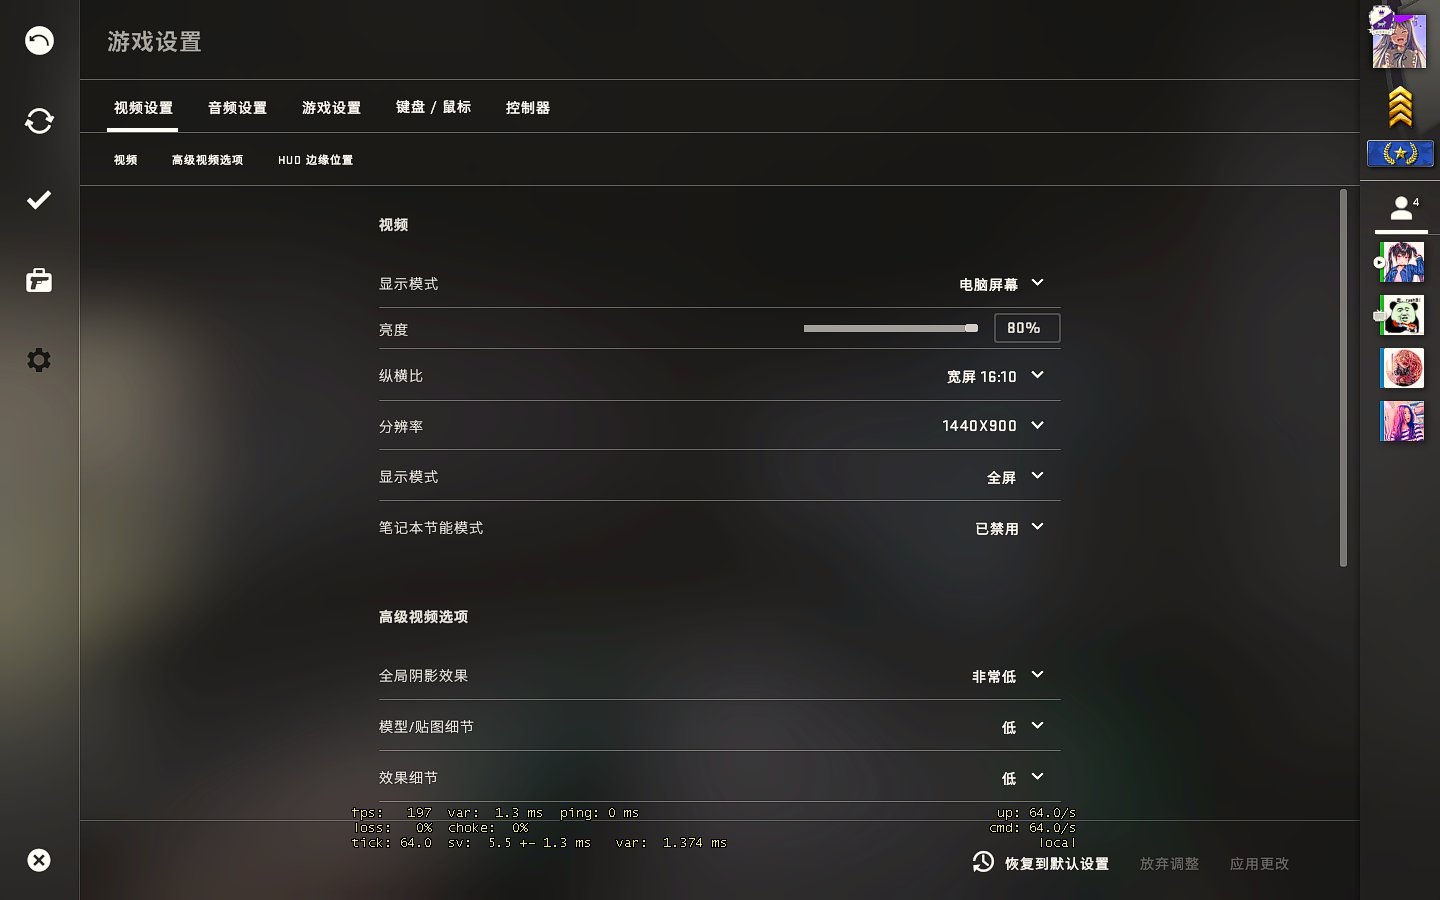 游戏设置
视频设置 音频设置 游戏设置 键盘 / 鼠标 控制器
视频 高级视频选项 HUD 边缘位置
视频
显示模式 电脑屏幕
亮度 80%
纵横比 宽屏 16:10
分辨率 1440X900
显示模式 全屏
笔记本节能模式 已禁用
高级视频选项
全局阴影效果 非常低
模型/贴图细节 低
效果细节 低
fps: 197 var: 1.3 ms ping: 0 ms up: 64.0/s
loss: 0% choke: 0% cmd: 64.0/s
tick: 64.0 sv: 5.5 +- 1.3 ms var: 1.374 ms local
恢复到默认设置 放弃调整 应用更改
4